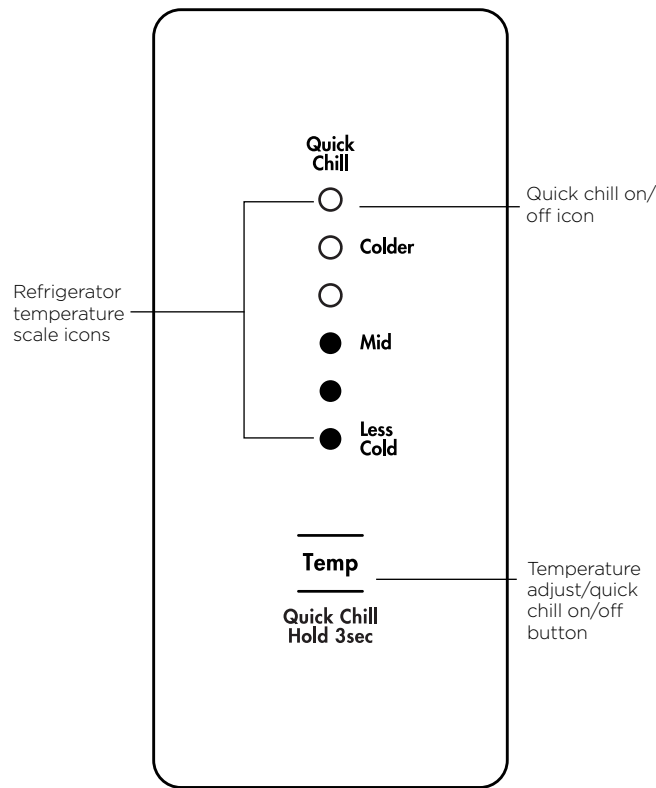 Quick
Chill
Quick chill on/
off icon
Colder
Refrigerator
temperature
scale icons
Mid
Less
Cold
Temp
Temperature
adjust/quick
chill on/off
button
Quick Chill
Hold 3sec